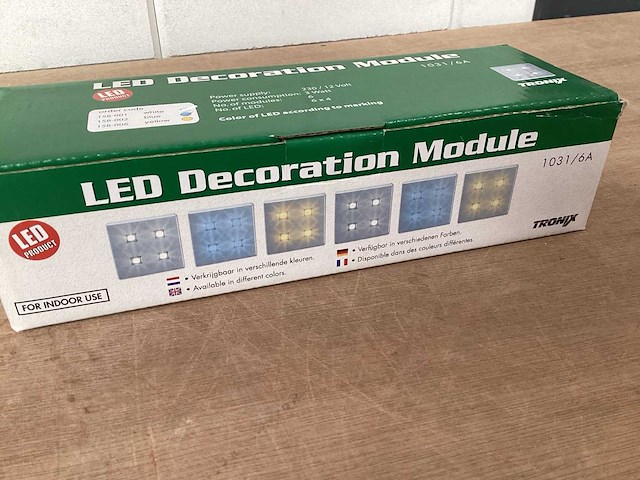 LED Decoration Module
1031/6A
LED
PRODUCT
Power supply: 230 / 12 Volt
Power consumption: 3 Watt
No. of modules: 6
No. of LED: 6 x 4
Color of LED according to marking
Order code
158-001 white
158-002 blue
158-006 yellow
TRONIX
LED Decoration Module
1031/6A
LED
PRODUCT
TRONIX
• Verkrijgbaar in verschillende kleuren.
• Available in different colors.
• Verfügbar in verschiedenen Farben.
• Disponible dans des couleurs différentes.
FOR INDOOR USE